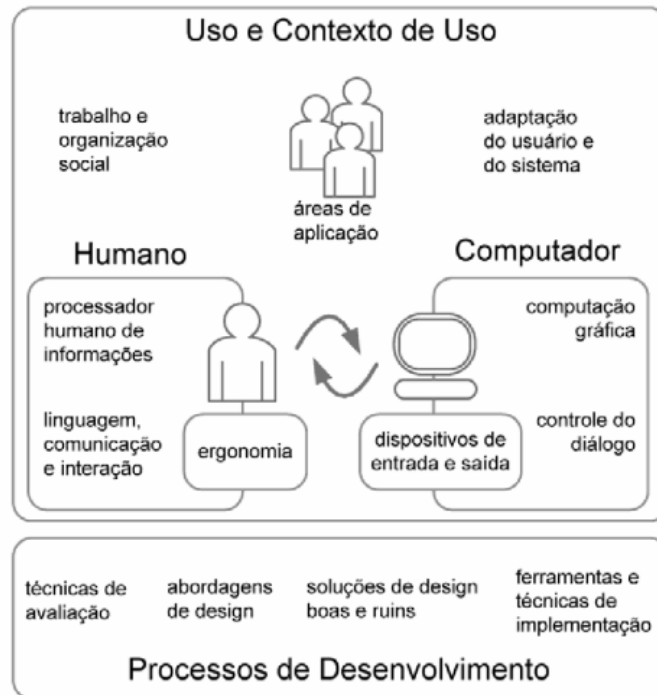 Uso e Contexto de Uso
trabalho e
organização
social
áreas de
aplicação
adaptação
do usuário e
do sistema
Humano
processador
humano de
informações
linguagem,
comunicação
e interação
ergonomia
Computador
computação
gráfica
dispositivos de
entrada e saída
controle do
diálogo
técnicas de
avaliação
abordagens
de design
soluções de design
boas e ruins
ferramentas e
técnicas de
implementação
Processos de Desenvolvimento